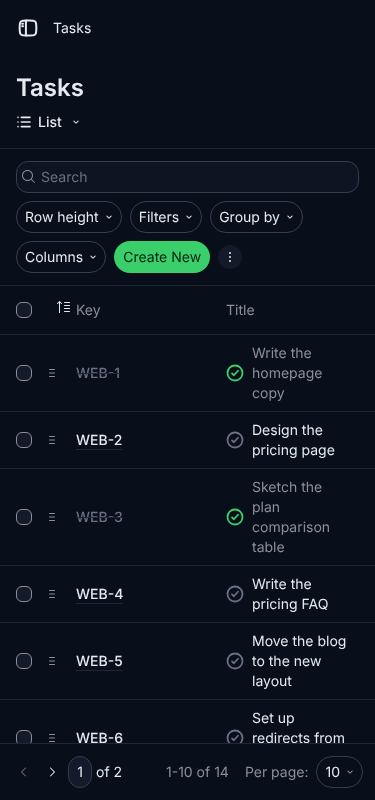 Tasks
Tasks
List
Search
Row height
Filters
Group by
Columns
Create New
Key
Title
WEB-1
Write the
homepage
copy
WEB-2
Design the
pricing page
WEB-3
Sketch the
plan
comparison
table
WEB-4
Write the
pricing FAQ
WEB-5
Move the blog
to the new
layout
WEB-6
Set up
redirects from
1 of 2
1-10 of 14
Per page:
10